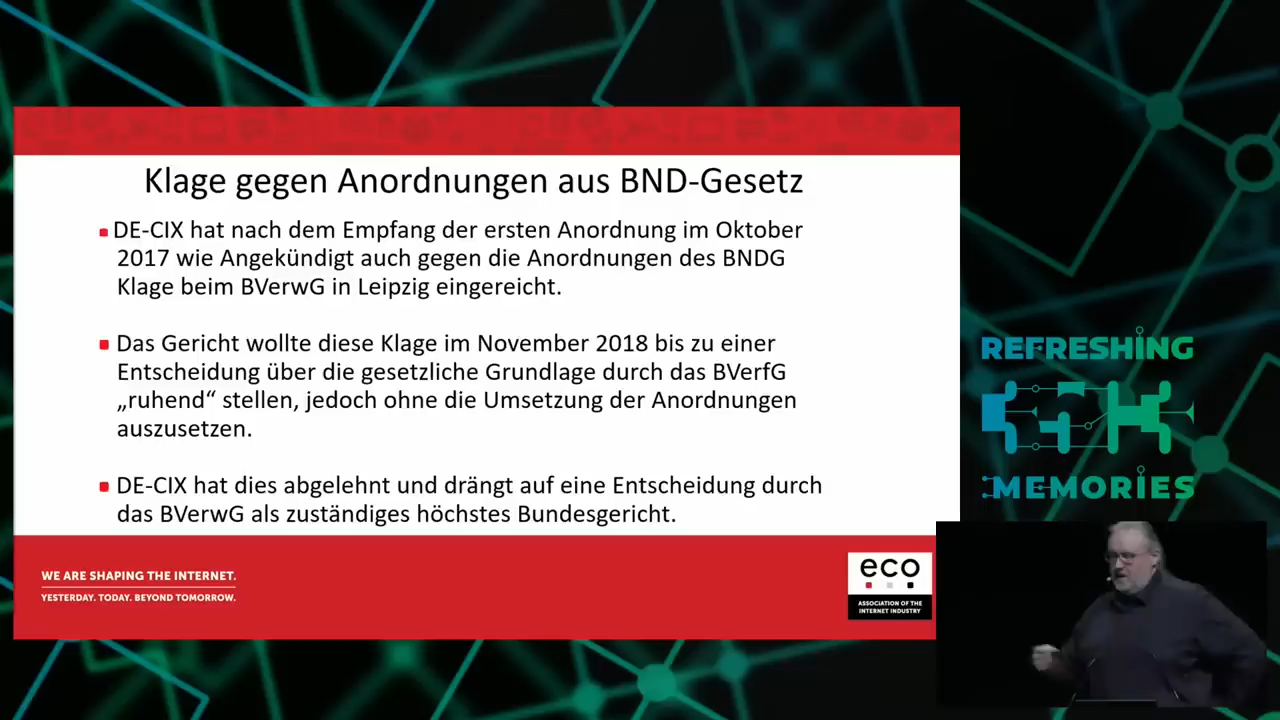 Klage gegen Anordnungen aus BND-Gesetz
DE-CIX hat nach dem Empfang der ersten Anordnung im Oktober
2017 wie Angekündigt auch gegen die Anordnungen des BNDG
Klage beim BVerwG in Leipzig eingereicht.
Das Gericht wollte diese Klage im November 2018 bis zu einer
Entscheidung über die gesetzliche Grundlage durch das BVerfG
„ruhend“ stellen, jedoch ohne die Umsetzung der Anordnungen
auszusetzen.
DE-CIX hat dies abgelehnt und drängt auf eine Entscheidung durch
das BVerwG als zuständiges höchstes Bundesgericht.
WE ARE SHAPING THE INTERNET.
YESTERDAY. TODAY. BEYOND TOMORROW.
eco
ASSOCIATION OF THE
INTERNET INDUSTRY
REFRESHING
35C3
MEMORIES